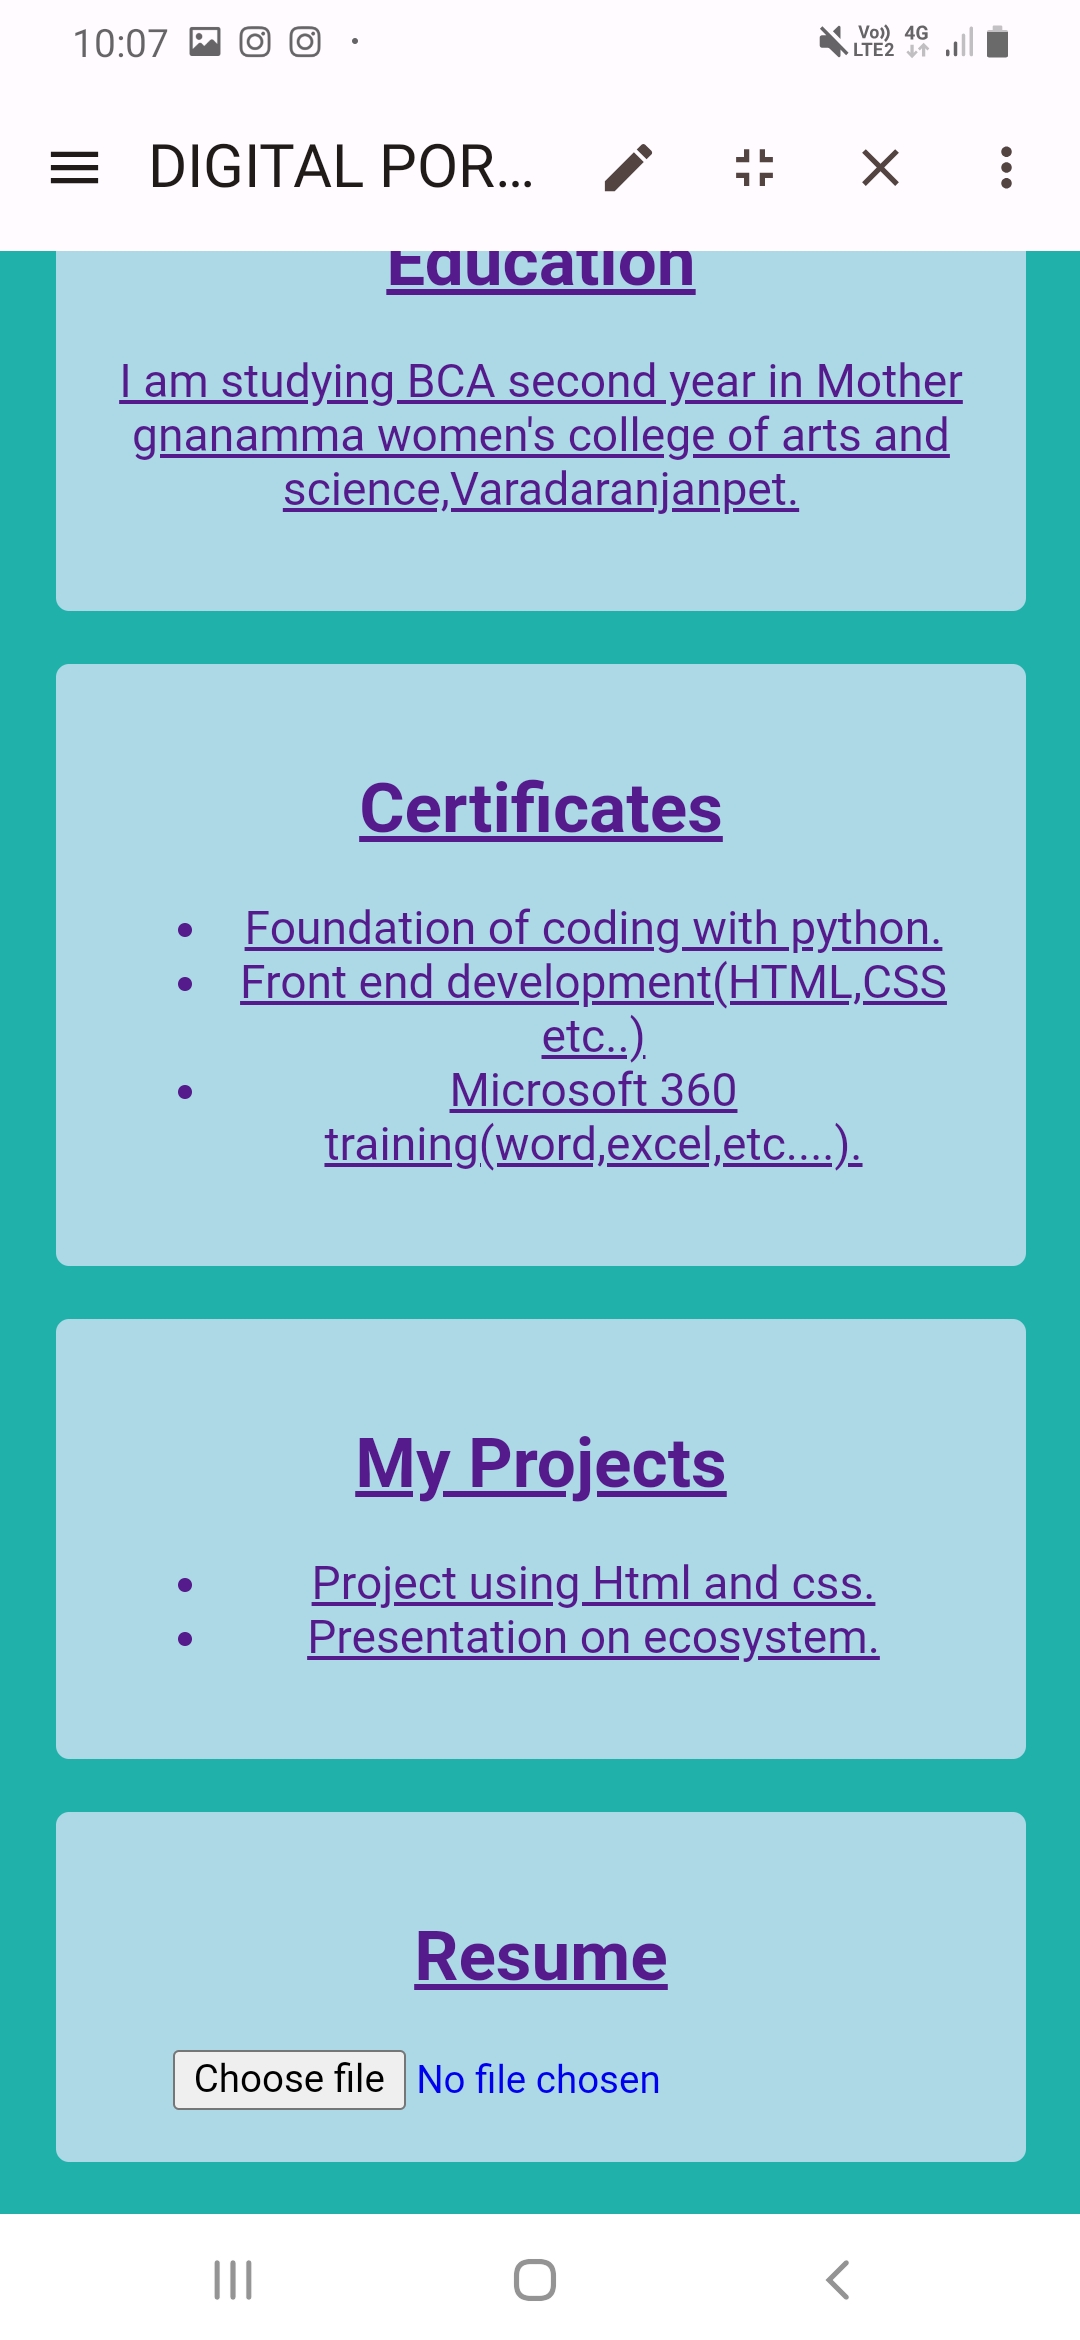 10:07
Vo)) LTE2 4G
DIGITAL POR...
Education
I am studying BCA second year in Mother
gnanamma women's college of arts and
science,Varadaranjanpet.
Certificates
Foundation of coding with python.
Front end development(HTML,CSS
etc..)
Microsoft 360
training(word,excel,etc....).
My Projects
Project using Html and css.
Presentation on ecosystem.
Resume
Choose file No file chosen